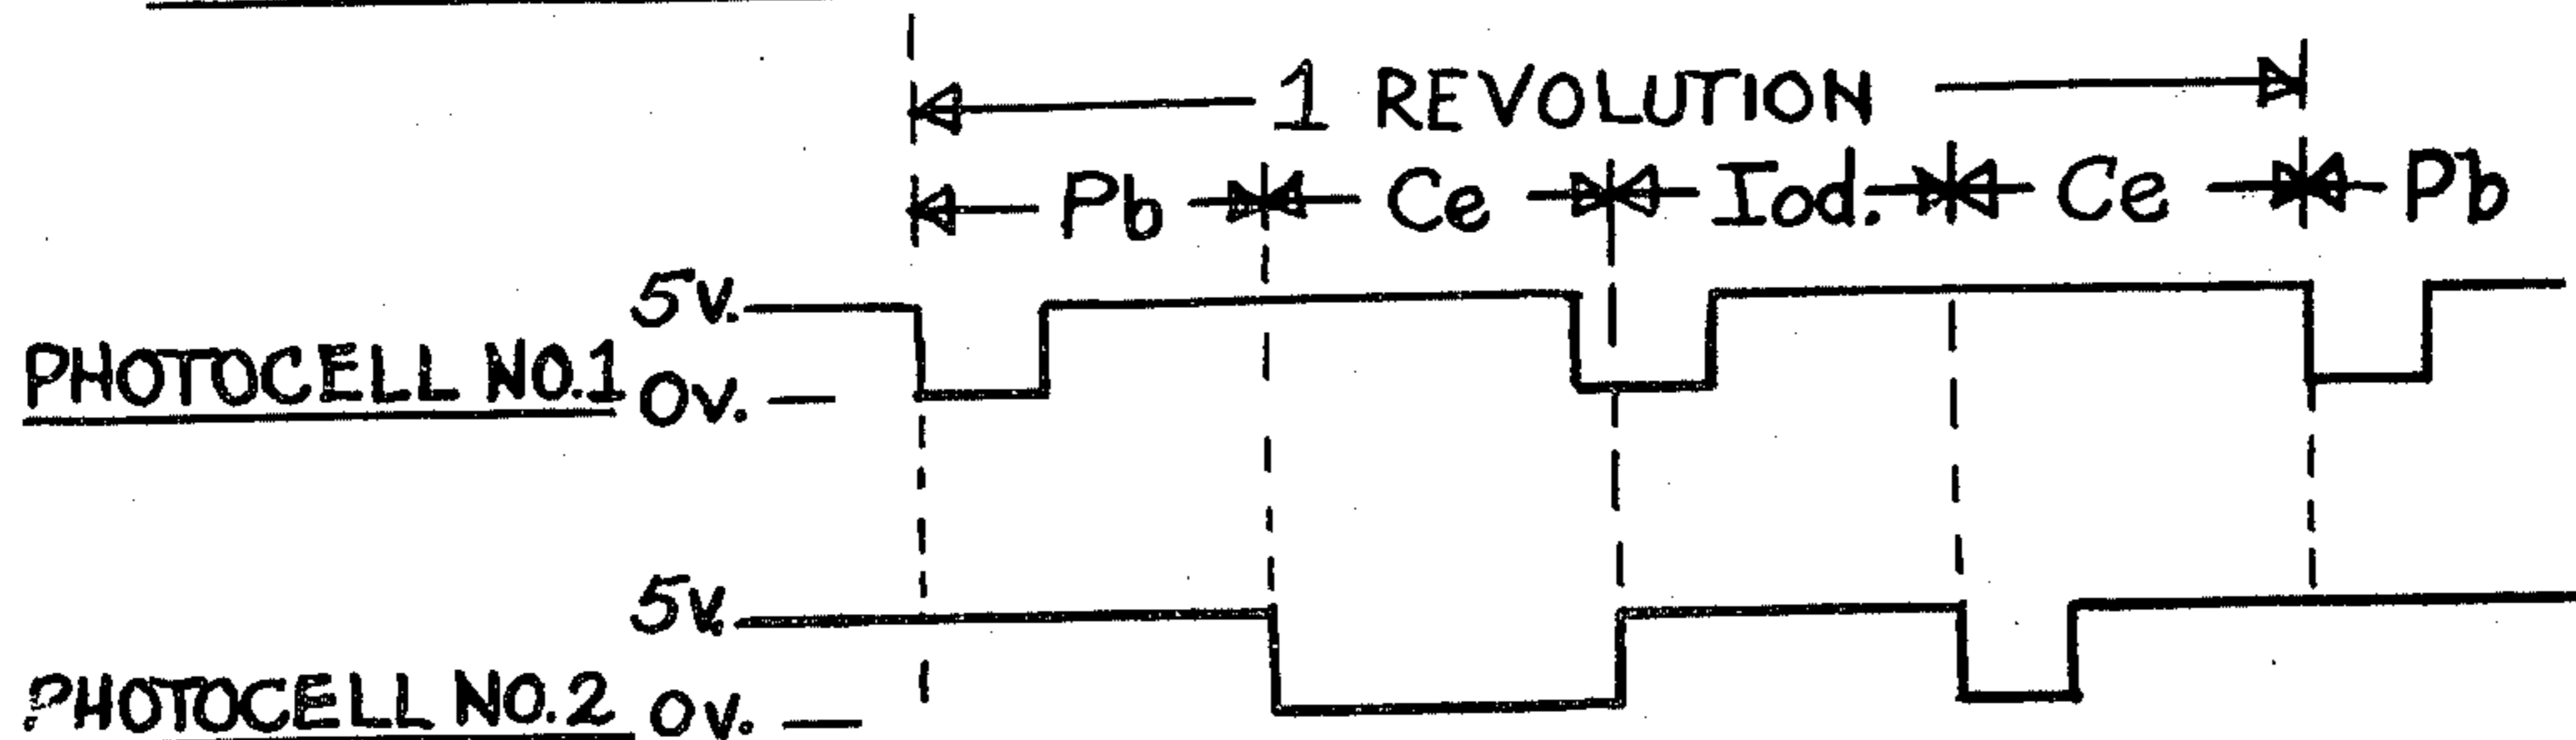 1 REVOLUTION
Pb Ce Iod. Ce Pb
5V.
PHOTOCELL NO.1 0V.
5V.
PHOTOCELL NO.2 0V.